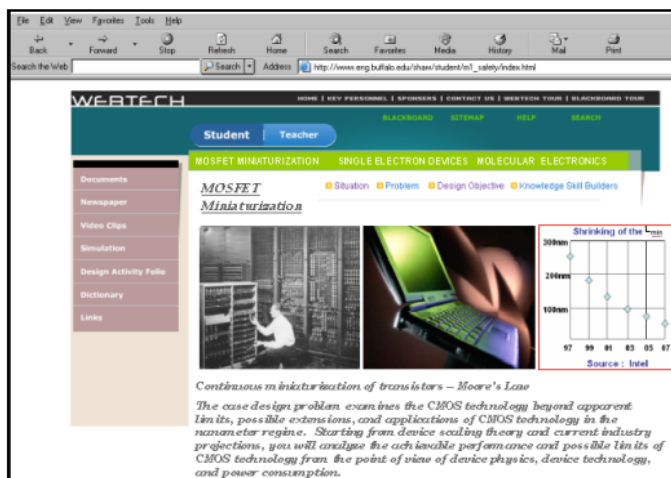 File Edit View Favorites Tools Help
Back Forward Stop Refresh Home Search Favorites Media History Mail Print
Search the Web Search Address http://www.eng.buffalo.edu/shaw/student/m1_safety/index.html
WEBTECH
HOME | KEY PERSONNEL | SPONSERS | CONTACT US | WEBTECH TOUR | BLACKBOARD TOUR
BLACKBOARD SITEMAP HELP SEARCH
Student Teacher
MOSFET MINIATURIZATION SINGLE ELECTRON DEVICES MOLECULAR ELECTRONICS
Documents
Newspaper
Video Clips
Simulation
Design Activity Folio
Dictionary
Links
MOSFET
Miniaturization
Situation Problem Design Objective Knowledge Skill Builders
Shrinking of the Lmin
300nm
200nm
100nm
97 99 01 03 05 07
Source : Intel
Continuous miniaturization of transistors – Moore's Law
The case design problem examines the CMOS technology beyond apparent
limits, possible extensions, and applications of CMOS technology in the
nanometer regime. Starting from device scaling theory and current industry
projections, you will analyse the achievable performance and possible limits of
CMOS technology from the point of view of device physics, device technology,
and power consumption.